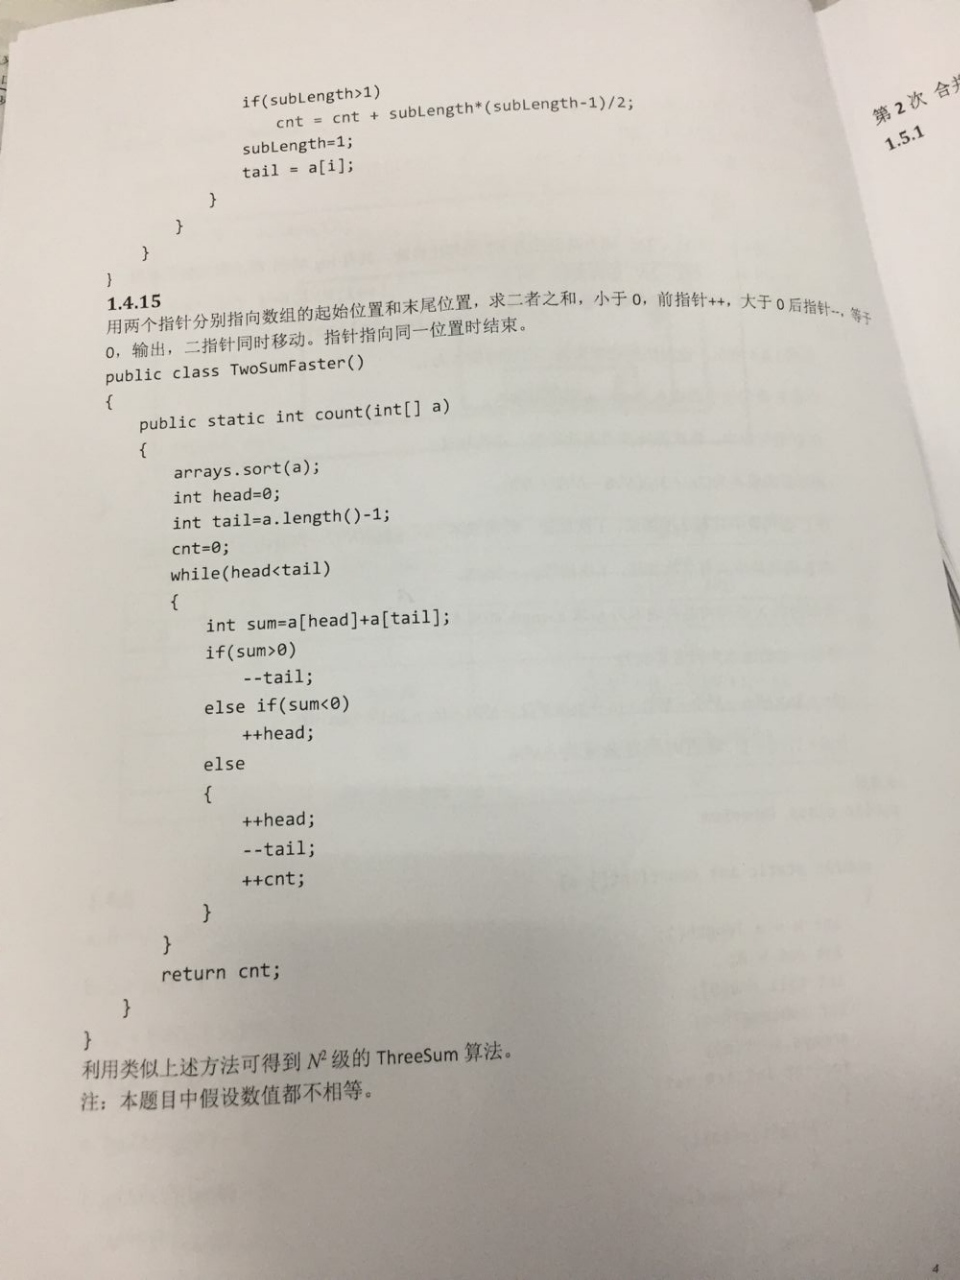 if(subLength>1)
cnt = cnt + subLength*(subLength-1)/2;
subLength=1;
tail = a[i];
}
}
}
}
1.4.15
用两个指针分别指向数组的起始位置和末尾位置，求二者之和，小于 0，前指针++，大于 0 后指针--，等于
0，输出，二指针同时移动。指针指向同一位置时结束。
public class TwoSumFaster()
{
public static int count(int[] a)
{
arrays.sort(a);
int head=0;
int tail=a.length()-1;
cnt=0;
while(head<tail)
{
int sum=a[head]+a[tail];
if(sum>0)
--tail;
else if(sum<0)
++head;
else
{
++head;
--tail;
++cnt;
}
}
return cnt;
}
}
利用类似上述方法可得到 N² 级的 ThreeSum 算法。
注：本题目中假设数值都不相等。
4
第 2 次 合并
1.5.1